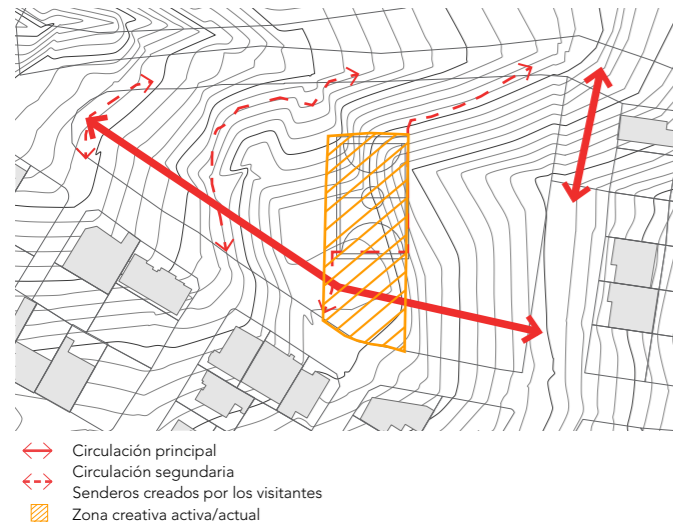 Circulación principal
Circulación segundaria
Senderos creados por los visitantes
Zona creativa activa/actual